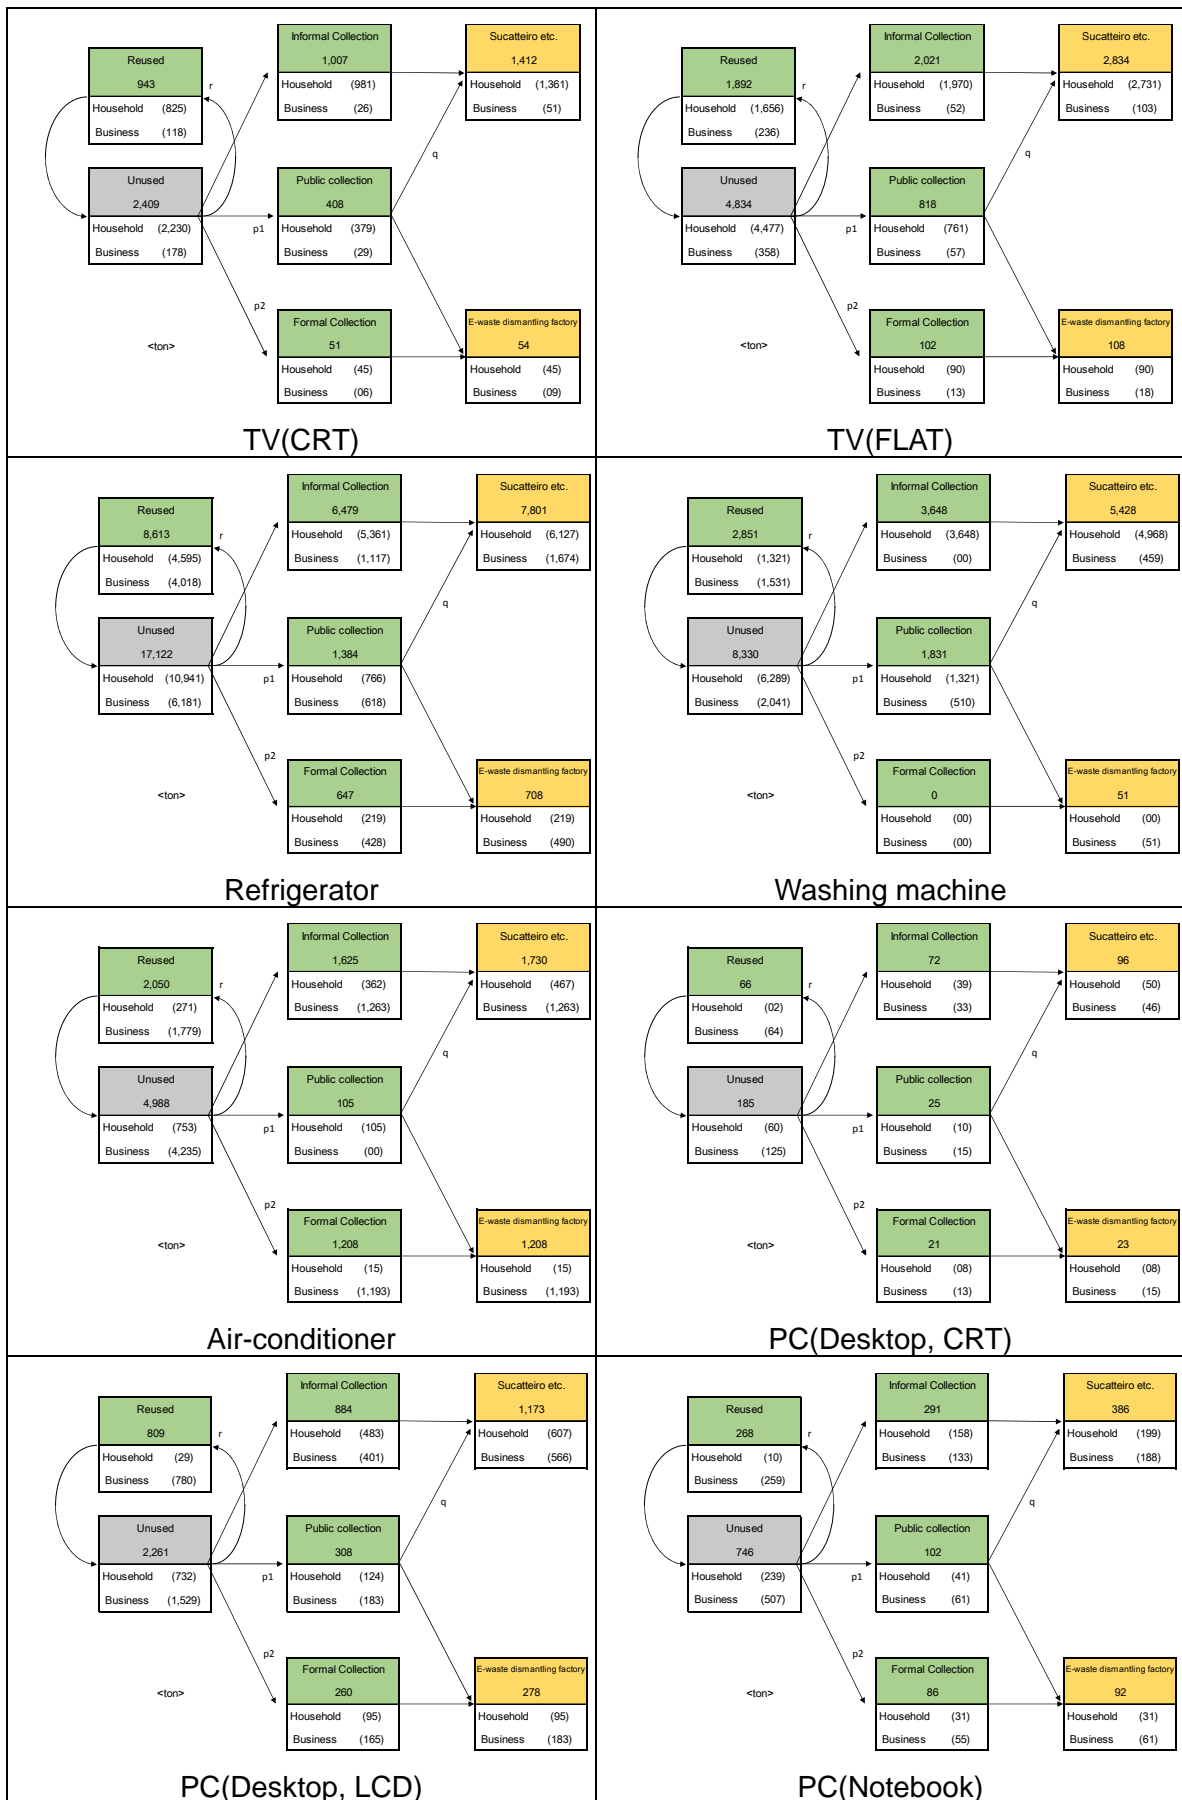 Informal Collection
1,007
Household (981)
Business (26)
Sucatteiro etc.
1,412
Household (1,361)
Business (51)
Reused
943
Household (825)
Business (118)
r
q
Unused
2,409
Household (2,230)
Business (178)
p1
Public collection
408
Household (379)
Business (29)
p2
<ton>
Formal Collection
51
Household (45)
Business (06)
E-waste dismantling factory
54
Household (45)
Business (09)
TV(CRT)
Informal Collection
2,021
Household (1,970)
Business (52)
Sucatteiro etc.
2,834
Household (2,731)
Business (103)
Reused
1,892
Household (1,656)
Business (236)
r
q
Unused
4,834
Household (4,477)
Business (358)
p1
Public collection
818
Household (761)
Business (57)
p2
<ton>
Formal Collection
102
Household (90)
Business (13)
E-waste dismantling factory
108
Household (90)
Business (18)
TV(FLAT)
Informal Collection
6,479
Household (5,361)
Business (1,117)
Sucatteiro etc.
7,801
Household (6,127)
Business (1,674)
Reused
8,613
Household (4,595)
Business (4,018)
r
q
Unused
17,122
Household (10,941)
Business (6,181)
p1
Public collection
1,384
Household (766)
Business (618)
p2
<ton>
Formal Collection
647
Household (219)
Business (428)
E-waste dismantling factory
708
Household (219)
Business (490)
Refrigerator
Informal Collection
3,648
Household (3,648)
Business (00)
Sucatteiro etc.
5,428
Household (4,968)
Business (459)
Reused
2,851
Household (1,321)
Business (1,531)
r
q
Unused
8,330
Household (6,289)
Business (2,041)
p1
Public collection
1,831
Household (1,321)
Business (510)
p2
<ton>
Formal Collection
0
Household (00)
Business (00)
E-waste dismantling factory
51
Household (00)
Business (51)
Washing machine
Informal Collection
1,625
Household (362)
Business (1,263)
Sucatteiro etc.
1,730
Household (467)
Business (1,263)
Reused
2,050
Household (271)
Business (1,779)
r
q
Unused
4,988
Household (753)
Business (4,235)
p1
Public collection
105
Household (105)
Business (00)
p2
<ton>
Formal Collection
1,208
Household (15)
Business (1,193)
E-waste dismantling factory
1,208
Household (15)
Business (1,193)
Air-conditioner
Informal Collection
72
Household (39)
Business (33)
Sucatteiro etc.
96
Household (50)
Business (46)
Reused
66
Household (02)
Business (64)
r
q
Unused
185
Household (60)
Business (125)
p1
Public collection
25
Household (10)
Business (15)
p2
<ton>
Formal Collection
21
Household (08)
Business (13)
E-waste dismantling factory
23
Household (08)
Business (15)
PC(Desktop, CRT)
Informal Collection
884
Household (483)
Business (401)
Sucatteiro etc.
1,173
Household (607)
Business (566)
Reused
809
Household (29)
Business (780)
r
q
Unused
2,261
Household (732)
Business (1,529)
p1
Public collection
308
Household (124)
Business (183)
p2
<ton>
Formal Collection
260
Household (95)
Business (165)
E-waste dismantling factory
278
Household (95)
Business (183)
PC(Desktop, LCD)
Informal Collection
291
Household (158)
Business (133)
Sucatteiro etc.
386
Household (199)
Business (188)
Reused
268
Household (10)
Business (259)
r
q
Unused
746
Household (239)
Business (507)
p1
Public collection
102
Household (41)
Business (61)
p2
<ton>
Formal Collection
86
Household (31)
Business (55)
E-waste dismantling factory
92
Household (31)
Business (61)
PC(Notebook)